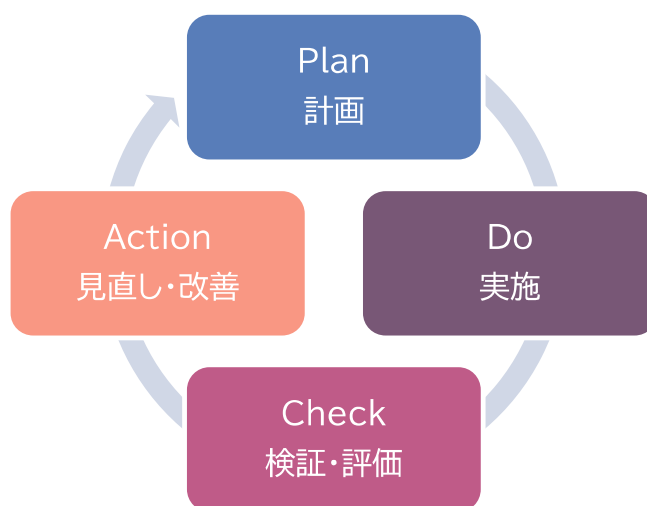 Plan
計画
Do
実施
Check
検証・評価
Action
見直し・改善